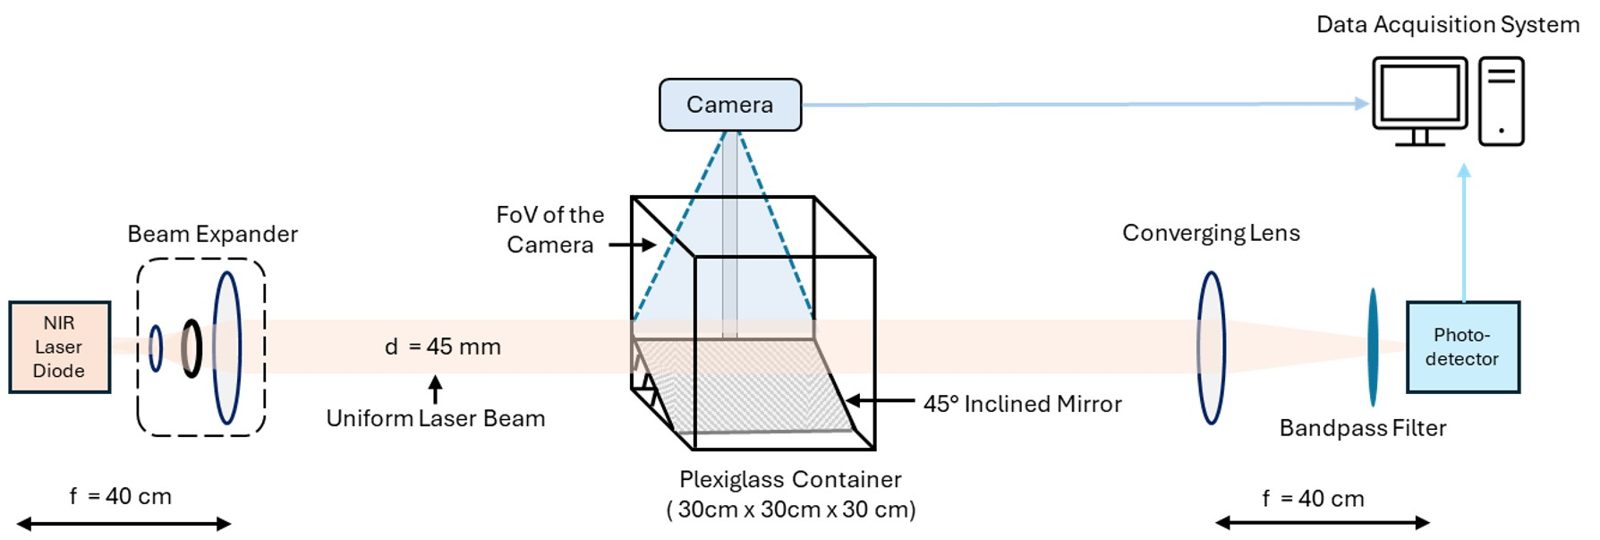 Data Acquisition System
Camera
FoV of the
Camera
Beam Expander
Converging Lens
NIR
Laser
Diode
d = 45 mm
Photo-
detector
Uniform Laser Beam
45° Inclined Mirror
Bandpass Filter
Plexiglass Container
( 30cm x 30cm x 30 cm)
f = 40 cm
f = 40 cm